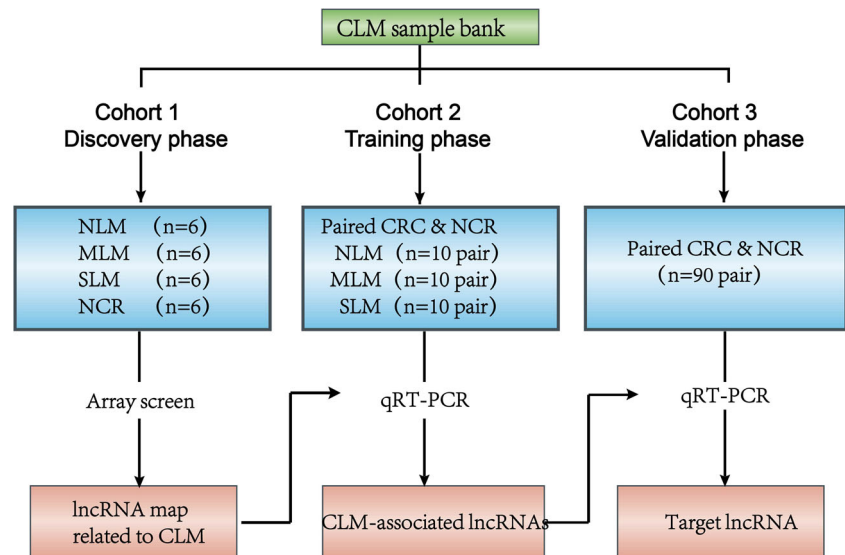 CLM sample bank
Cohort 1
Discovery phase
Cohort 2
Training phase
Cohort 3
Validation phase
NLM (n=6)
MLM (n=6)
SLM (n=6)
NCR (n=6)
Paired CRC & NCR
NLM (n=10 pair)
MLM (n=10 pair)
SLM (n=10 pair)
Paired CRC & NCR
(n=90 pair)
Array screen
qRT-PCR
qRT-PCR
lncRNA map
related to CLM
CLM-associated lncRNAs
Target lncRNA